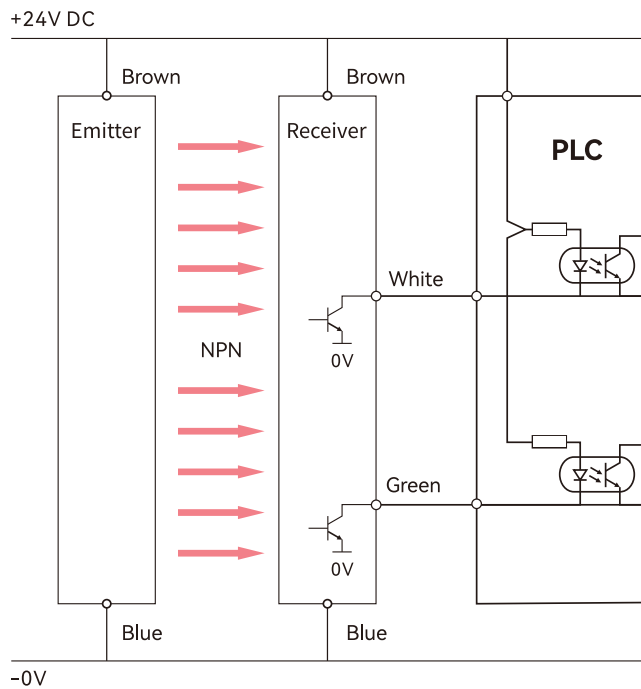 +24V DC
Brown
Brown
Emitter
Receiver
PLC
White
NPN
0V
Green
0V
Blue
Blue
−0V